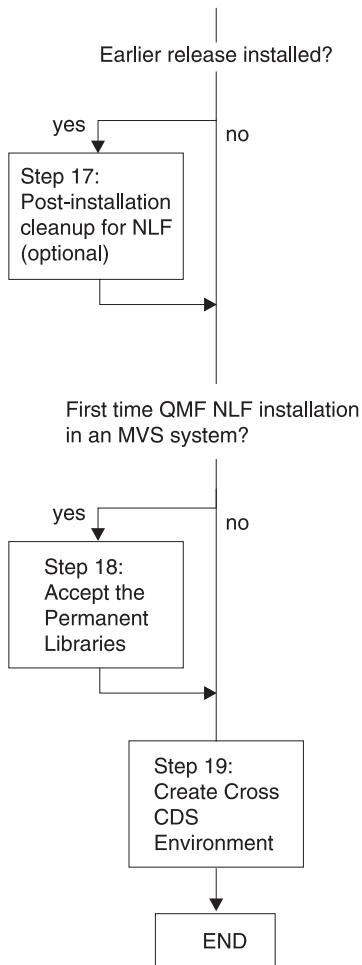 Earlier release installed?
yes
no
Step 17:
Post-installation
cleanup for NLF
(optional)
First time QMF NLF installation
in an MVS system?
yes
no
Step 18:
Accept the
Permanent
Libraries
Step 19:
Create Cross
CDS
Environment
END